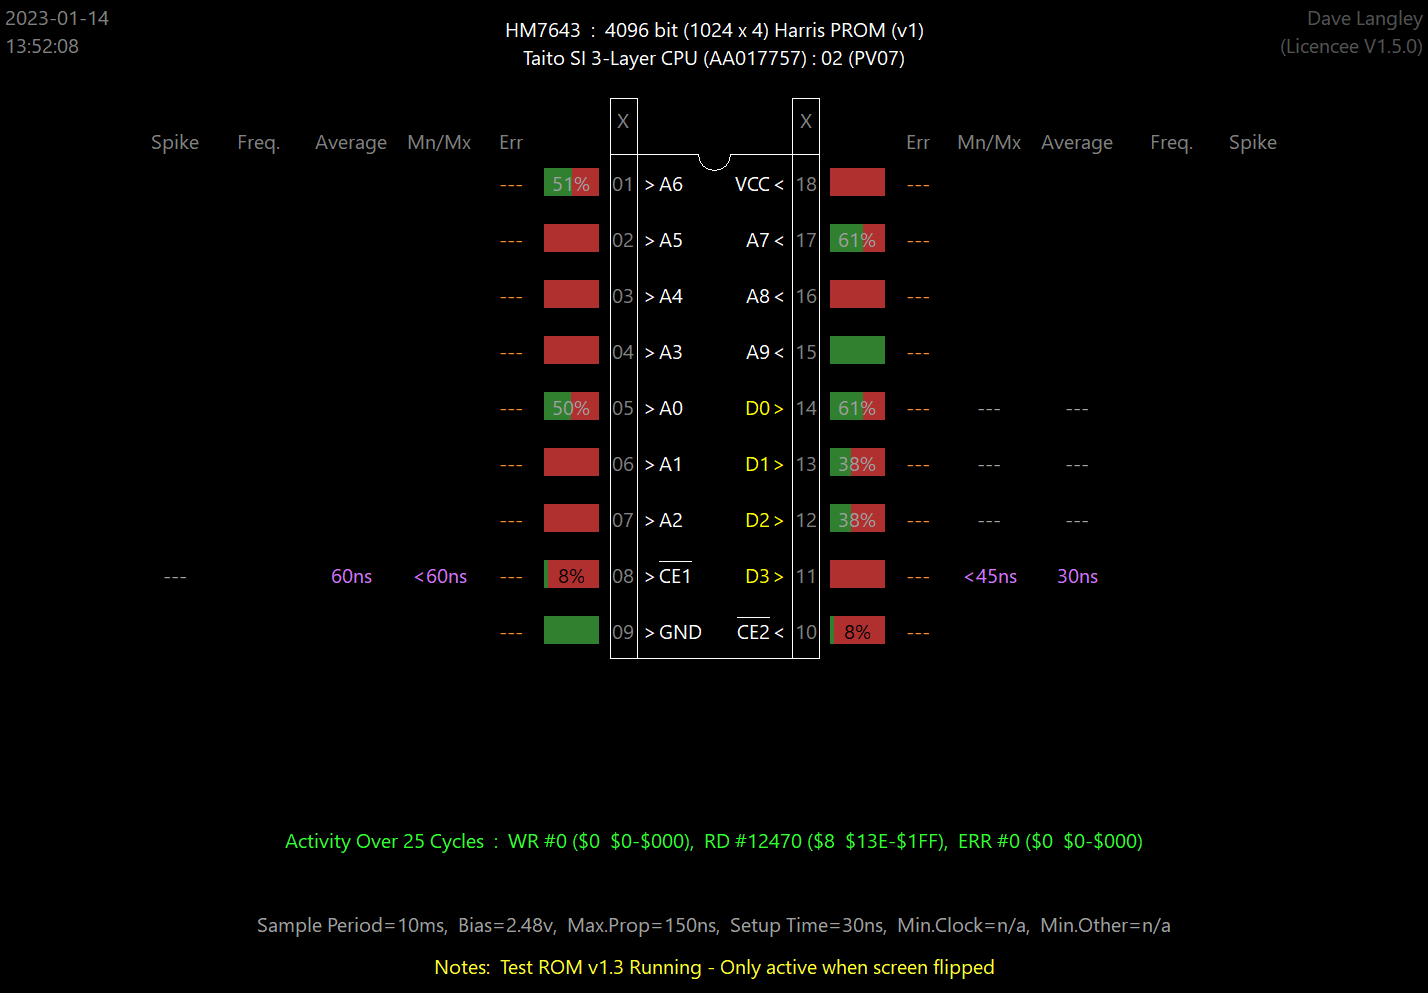 2023-01-14
13:52:08
HM7643 : 4096 bit (1024 x 4) Harris PROM (v1)
Taito SI 3-Layer CPU (AA017757) : 02 (PV07)
Dave Langley
(Licencee V1.5.0)
X X
Spike Freq. Average Mn/Mx Err Err Mn/Mx Average Freq. Spike
--- 51% 01 >A6 VCC< 18 ---
--- 02 >A5 A7< 17 61% ---
--- 03 >A4 A8< 16 ---
--- 04 >A3 A9< 15 ---
--- 50% 05 >A0 D0> 14 61% --- --- ---
--- 06 >A1 D1> 13 38% --- --- ---
--- 07 >A2 D2> 12 38% --- --- ---
--- 60ns <60ns --- 8% 08 >CE1 D3> 11 --- <45ns 30ns
--- 09 >GND CE2< 10 8% ---
Activity Over 25 Cycles : WR #0 ($0 $0-$000), RD #12470 ($8 $13E-$1FF), ERR #0 ($0 $0-$000)
Sample Period=10ms, Bias=2.48v, Max.Prop=150ns, Setup Time=30ns, Min.Clock=n/a, Min.Other=n/a
Notes: Test ROM v1.3 Running - Only active when screen flipped